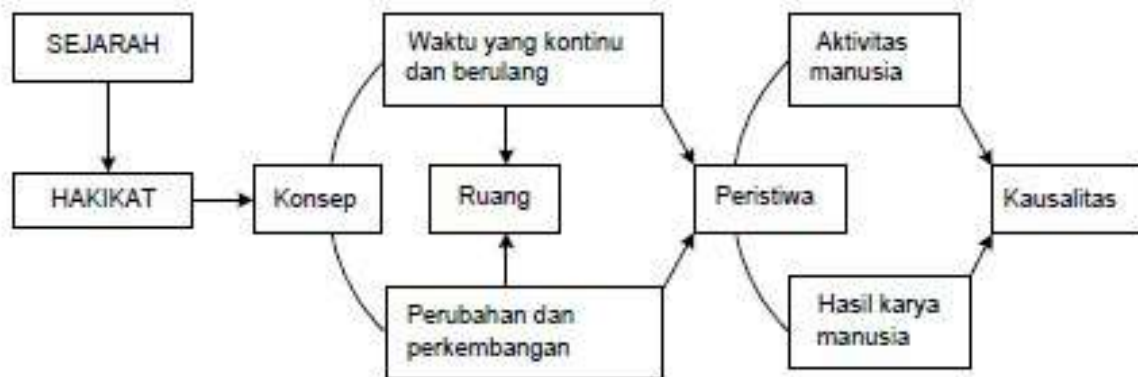 SEJARAH
HAKIKAT
Konsep
Waktu yang kontinu
dan berulang
Ruang
Perubahan dan
perkembangan
Peristiwa
Aktivitas
manusia
Hasil karya
manusia
Kausalitas